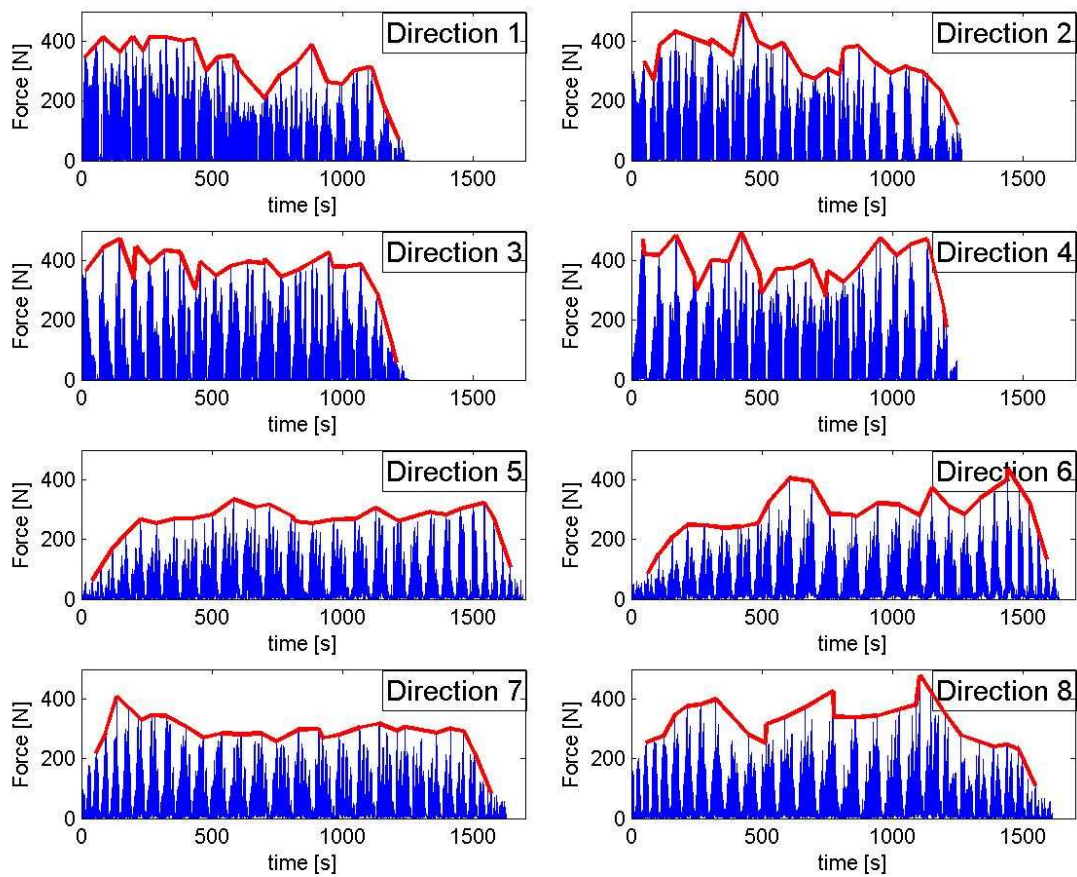 Direction 1
Force [N]
400
200
0
0 500 1000 1500
time [s]
Direction 2
Force [N]
400
200
0
0 500 1000 1500
time [s]
Direction 3
Force [N]
400
200
0
0 500 1000 1500
time [s]
Direction 4
Force [N]
400
200
0
0 500 1000 1500
time [s]
Direction 5
Force [N]
400
200
0
0 500 1000 1500
time [s]
Direction 6
Force [N]
400
200
0
0 500 1000 1500
time [s]
Direction 7
Force [N]
400
200
0
0 500 1000 1500
time [s]
Direction 8
Force [N]
400
200
0
0 500 1000 1500
time [s]